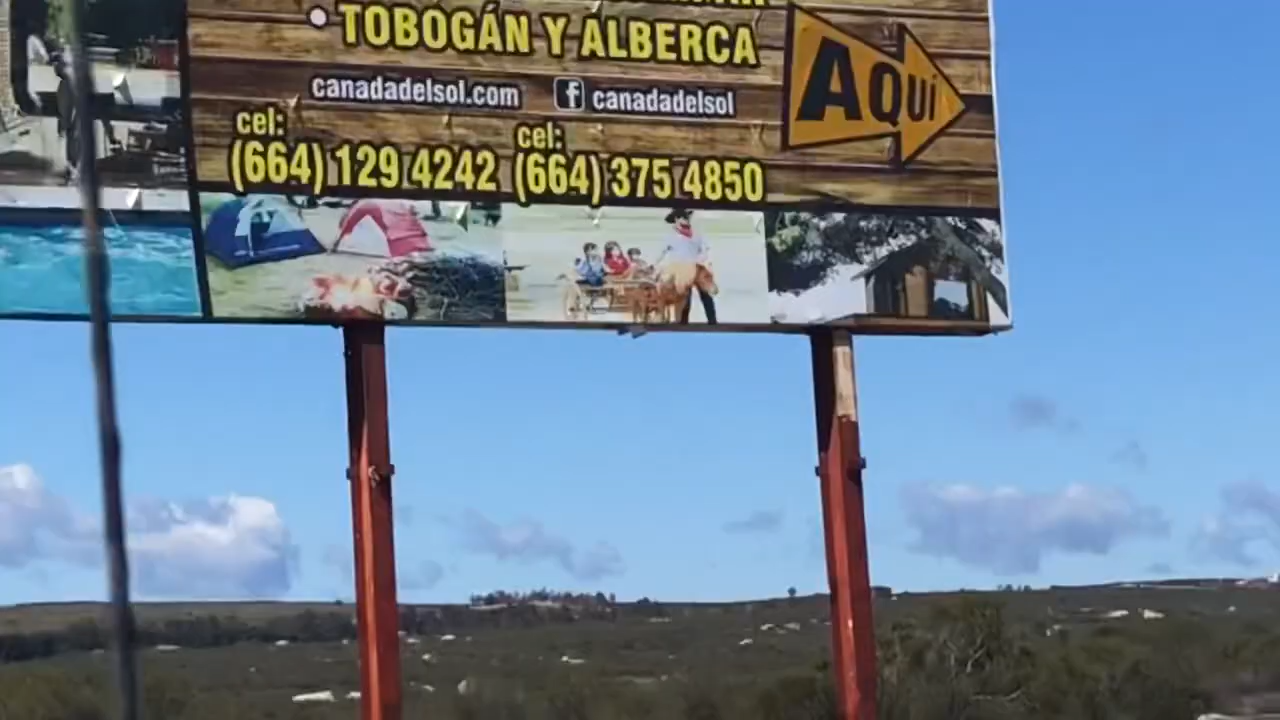 • TOBOGÁN Y ALBERCA
canadadelsol.com f canadadelsol
AQUÍ
cel: cel:
(664) 129 4242 (664) 375 4850